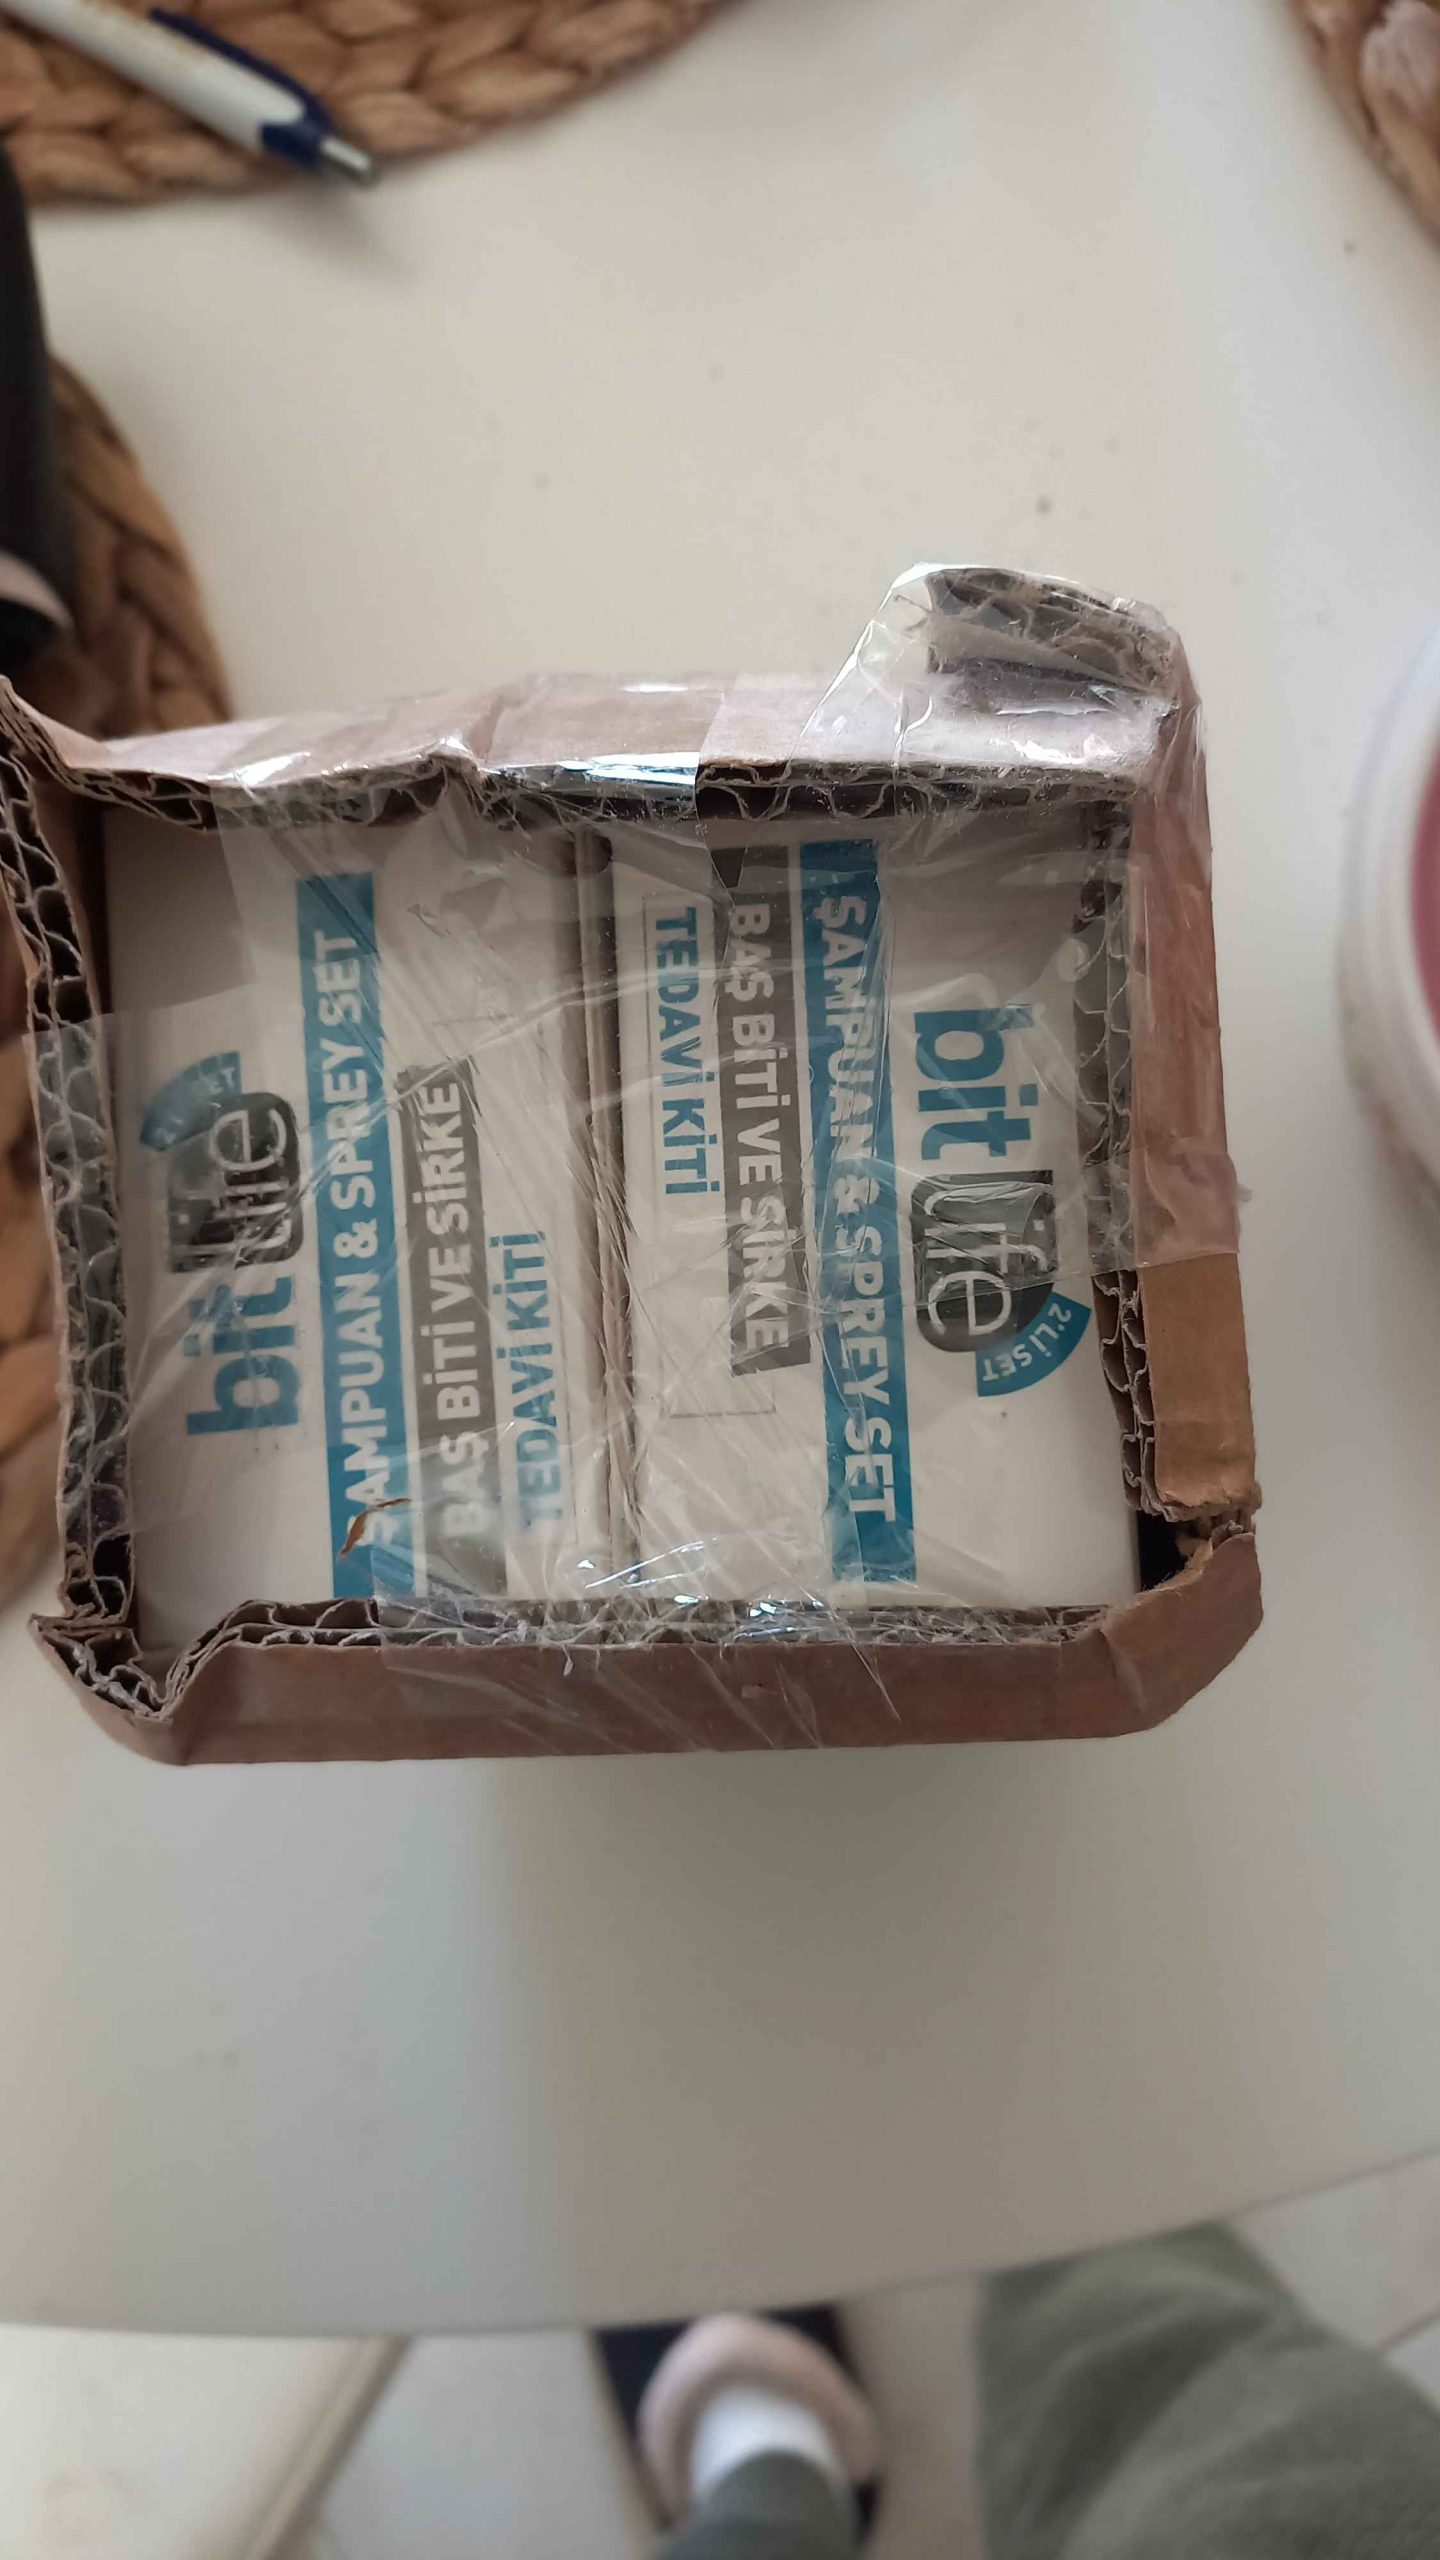 bit life
2'Lİ SET
ŞAMPUAN & SPREY SET
BAŞ BİTİ VE SİRKE
TEDAVİ KİTİ
bit life
SET
ŞAMPUAN & SPREY SET
BAŞ BİTİ VE SİRKE
TEDAVİ KİTİ